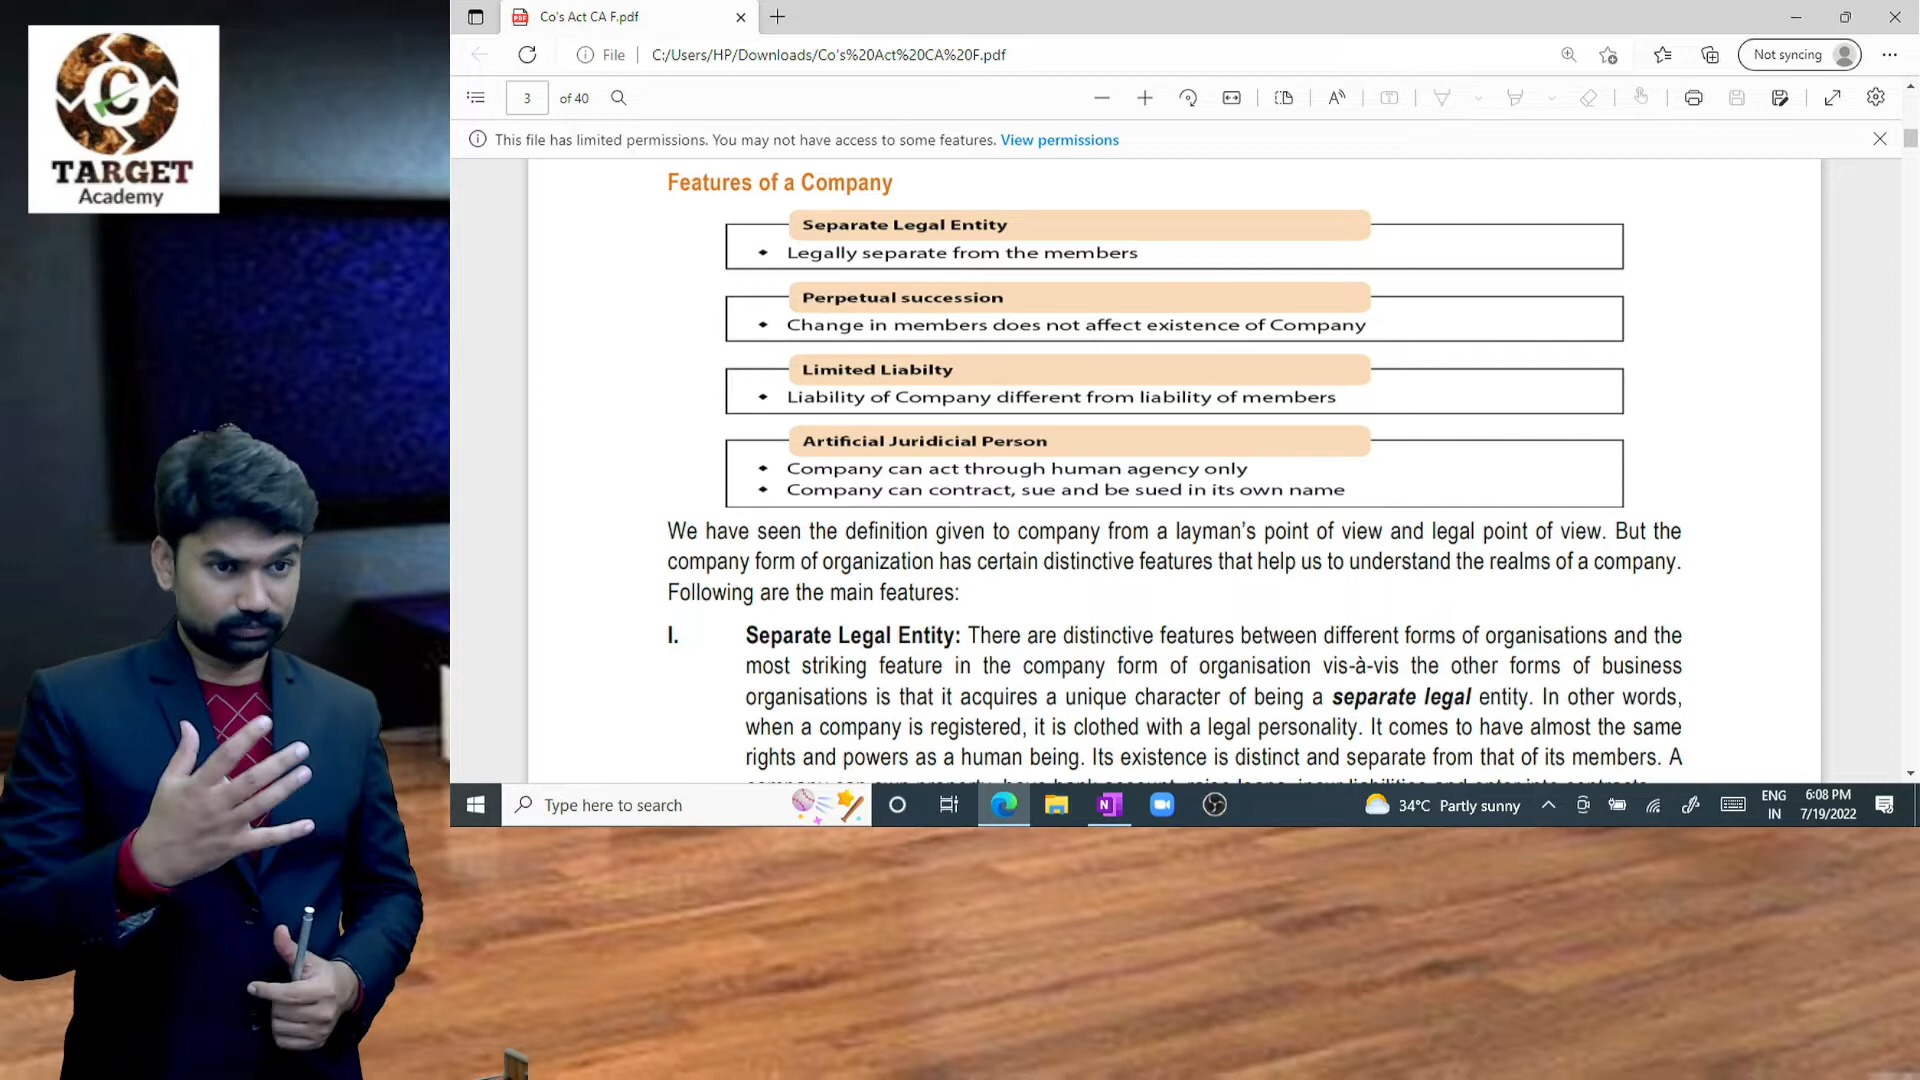 C
TARGET
Academy
Co's Act CA F.pdf
File
C:/Users/HP/Downloads/Co's%20Act%20CA%20F.pdf
Not syncing
3 of 40
This file has limited permissions. You may not have access to some features. View permissions
Features of a Company
Separate Legal Entity
Legally separate from the members
Perpetual succession
Change in members does not affect existence of Company
Limited Liabilty
Liability of Company different from liability of members
Artificial Juridicial Person
Company can act through human agency only
Company can contract, sue and be sued in its own name
We have seen the definition given to company from a layman's point of view and legal point of view. But the
company form of organization has certain distinctive features that help us to understand the realms of a company.
Following are the main features:
I. Separate Legal Entity: There are distinctive features between different forms of organisations and the
most striking feature in the company form of organisation vis-à-vis the other forms of business
organisations is that it acquires a unique character of being a separate legal entity. In other words,
when a company is registered, it is clothed with a legal personality. It comes to have almost the same
rights and powers as a human being. Its existence is distinct and separate from that of its members. A
Type here to search
34°C Partly sunny
ENG
IN
6:08 PM
7/19/2022